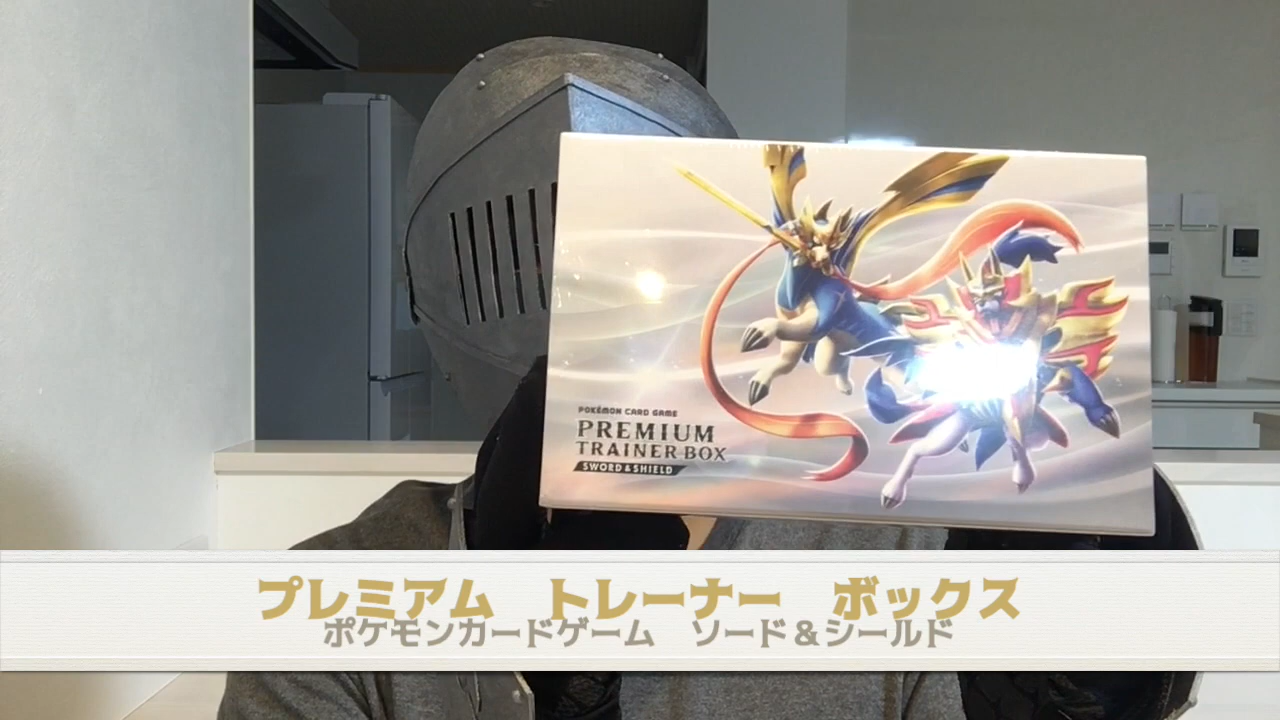 POKÉMON CARD GAME
PREMIUM
TRAINER BOX
SWORD & SHIELD
プレミアム　トレーナー　ボックス
ポケモンカードゲーム　ソード＆シールド